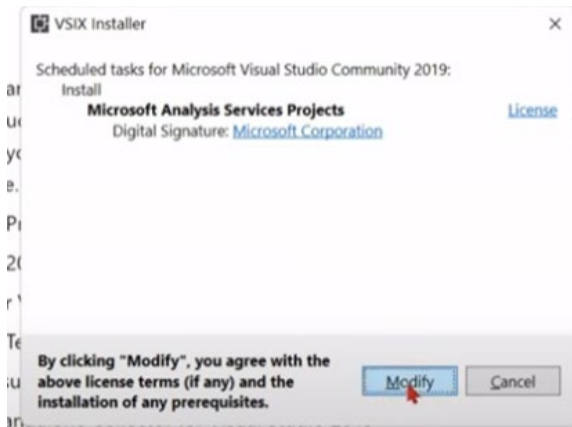 VSIX Installer
Scheduled tasks for Microsoft Visual Studio Community 2019:
Install
Microsoft Analysis Services Projects License
Digital Signature: Microsoft Corporation
By clicking "Modify", you agree with the
above license terms (if any) and the
installation of any prerequisites.
Modify Cancel